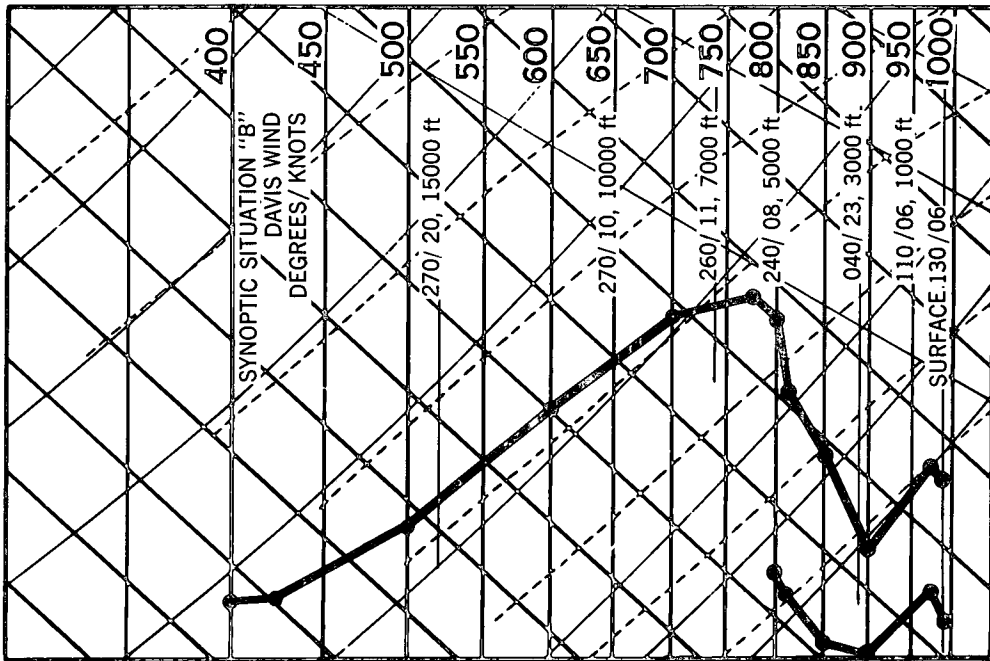 400
SYNOPTIC SITUATION "B"
DAVIS WIND
DEGREES/KNOTS
450
500
270/20, 15000 ft
550
600
650
270/10, 10000 ft
700
750
260/11, 7000 ft
800
240/08, 5000 ft
850
900
040/23, 3000 ft
950
110/06, 1000 ft
1000
SURFACE 130/06